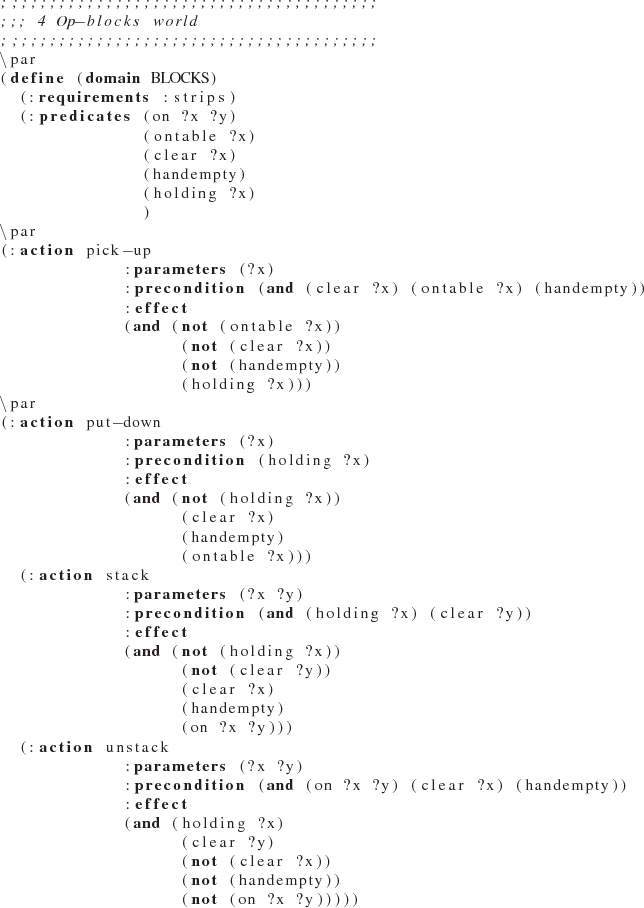 ;;;;;;;;;;;;;;;;;;;;;;;;;;;;;;;;;;;;;;;;
;;; 4 Op-blocks world
;;;;;;;;;;;;;;;;;;;;;;;;;;;;;;;;;;;;;;;;
\par
(define (domain BLOCKS)
  (:requirements :strips)
  (:predicates (on ?x ?y)
               (ontable ?x)
               (clear ?x)
               (handempty)
               (holding ?x)
               )
\par
(:action pick-up
             :parameters (?x)
             :precondition (and (clear ?x) (ontable ?x) (handempty))
             :effect
             (and (not (ontable ?x))
                   (not (clear ?x))
                   (not (handempty))
                   (holding ?x)))
\par
(:action put-down
             :parameters (?x)
             :precondition (holding ?x)
             :effect
             (and (not (holding ?x))
                   (clear ?x)
                   (handempty)
                   (ontable ?x)))
  (:action stack
             :parameters (?x ?y)
             :precondition (and (holding ?x) (clear ?y))
             :effect
             (and (not (holding ?x))
                   (not (clear ?y))
                   (clear ?x)
                   (handempty)
                   (on ?x ?y)))
  (:action unstack
             :parameters (?x ?y)
             :precondition (and (on ?x ?y) (clear ?x) (handempty))
             :effect
             (and (holding ?x)
                   (clear ?y)
                   (not (clear ?x))
                   (not (handempty))
                   (not (on ?x ?y)))))